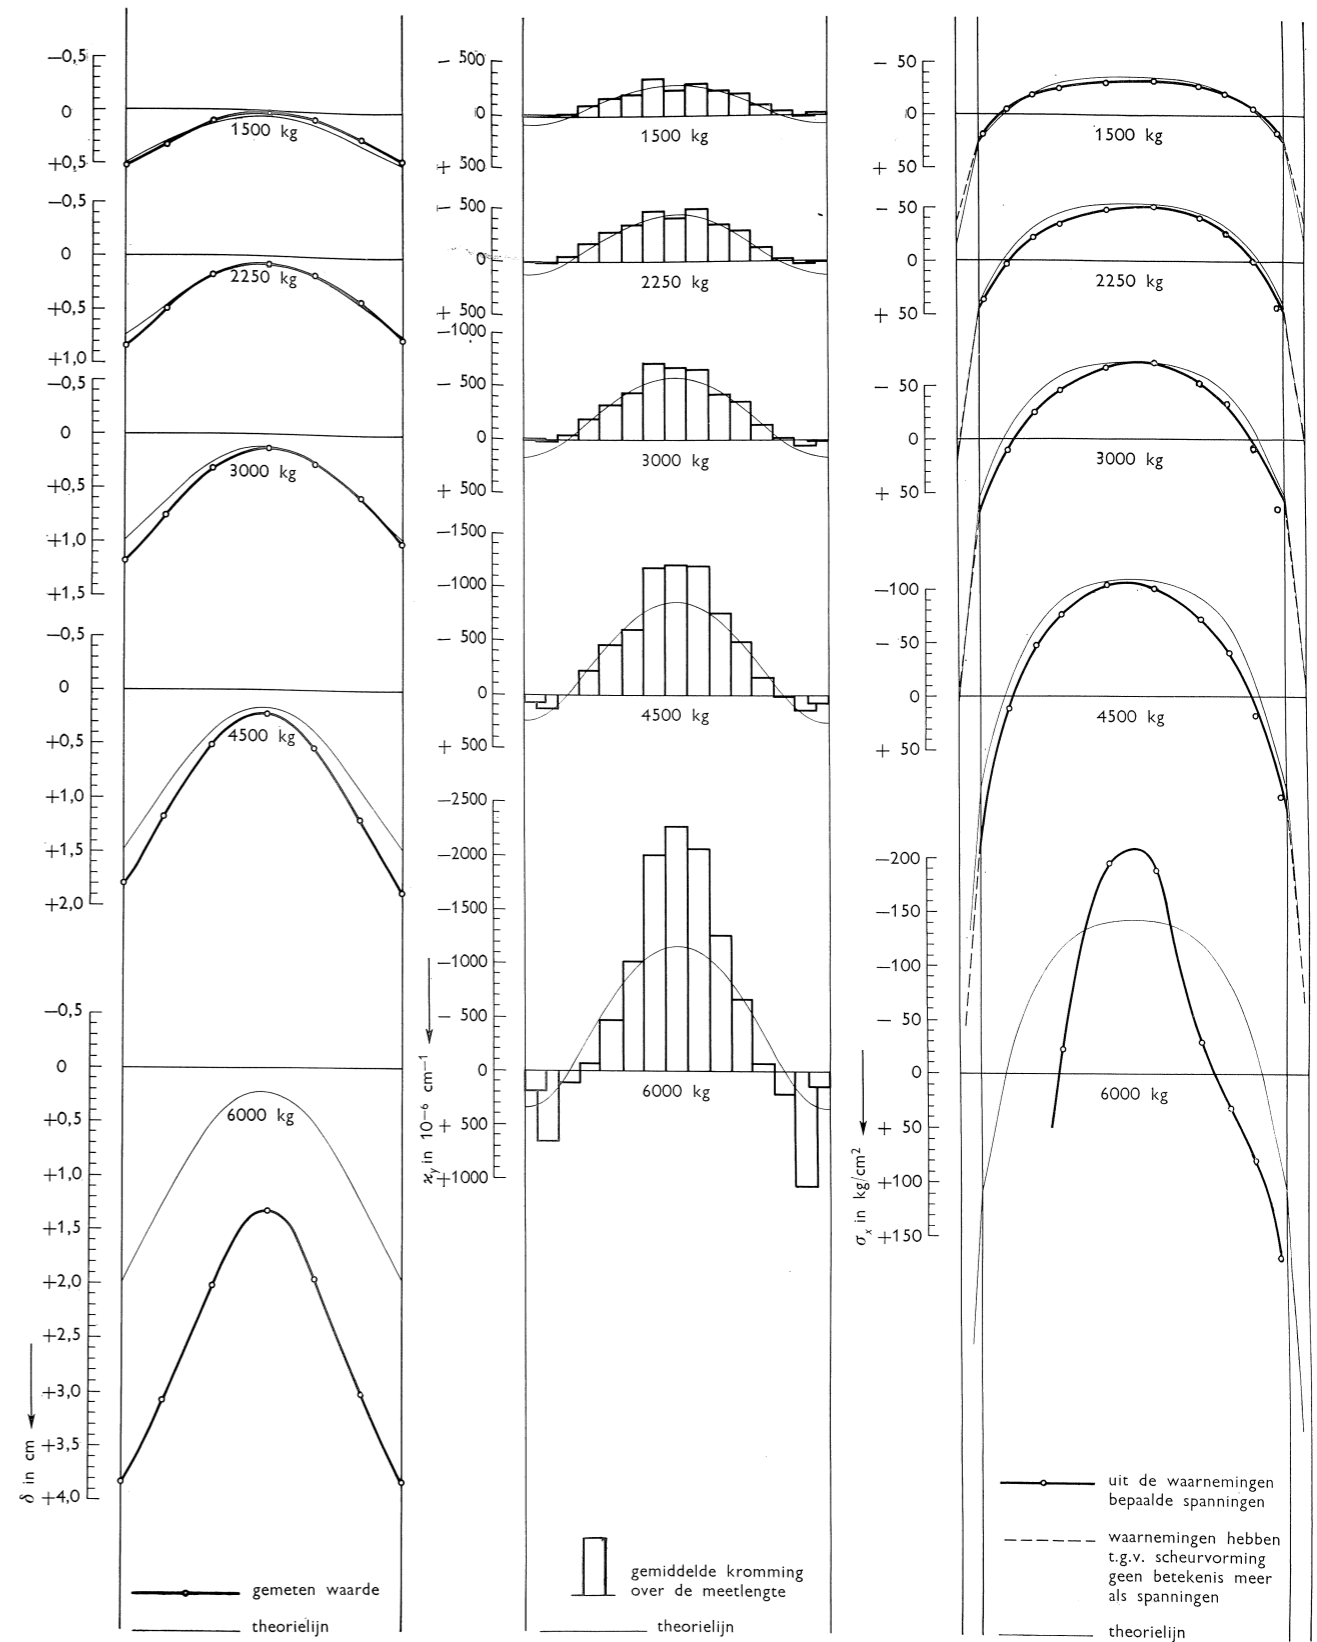 −0,5
0
+0,5
1500 kg
−0,5
0
+0,5
+1,0
2250 kg
−0,5
0
+0,5
+1,0
+1,5
3000 kg
−0,5
0
+0,5
+1,0
+1,5
+2,0
4500 kg
−0,5
0
+0,5
+1,0
+1,5
+2,0
+2,5
+3,0
+3,5
+4,0
6000 kg
δ in cm
gemeten waarde
theorielijn
− 500
0
+ 500
1500 kg
− 500
0
+ 500
2250 kg
−1000
− 500
0
+ 500
3000 kg
−1500
−1000
− 500
0
+ 500
4500 kg
−2500
−2000
−1500
−1000
− 500
0
+ 500
+1000
6000 kg
ϰy in 10−6 cm−1
gemiddelde kromming
over de meetlengte
theorielijn
− 50
0
+ 50
1500 kg
− 50
0
+ 50
2250 kg
− 50
0
+ 50
3000 kg
−100
− 50
0
+ 50
4500 kg
−200
−150
−100
− 50
0
+ 50
+100
+150
6000 kg
σx in kg/cm2
uit de waarnemingen
bepaalde spanningen
waarnemingen hebben
t.g.v. scheurvorming
geen betekenis meer
als spanningen
theorielijn